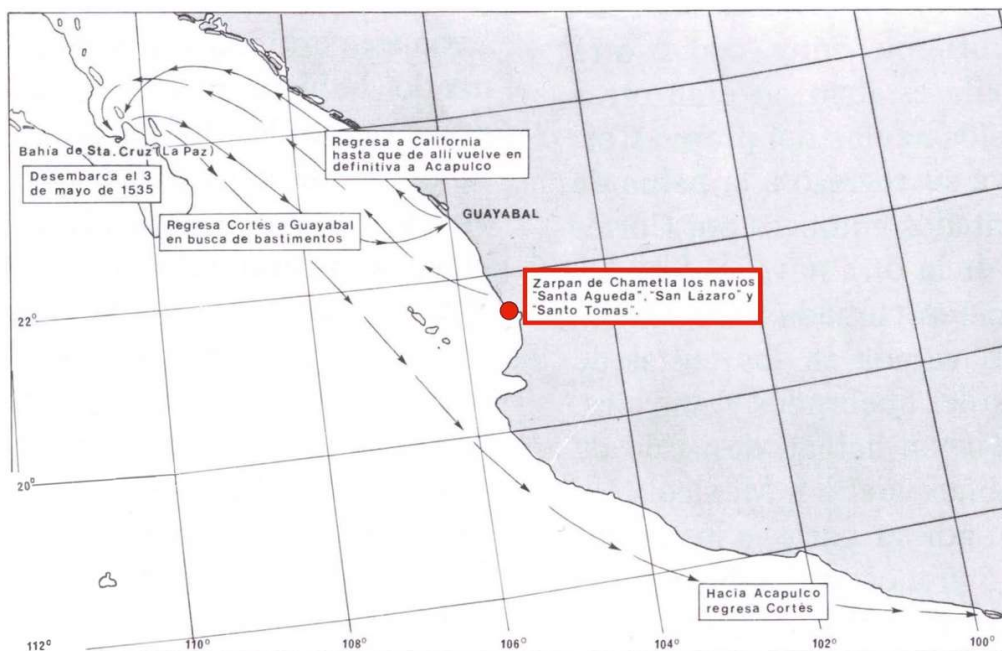 Regresa a California
hasta que de allí vuelve en
definitiva a Acapulco
Bahía de Sta. Cruz (La Paz)
Desembarca el 3
de mayo de 1535
GUAYABAL
Regresa Cortés a Guayabal
en busca de bastimentos
Zarpan de Chametla los navíos
"Santa Agueda", "San Lázaro" y
"Santo Tomas".
22°
20°
Hacia Acapulco
regresa Cortés
112°
110°
108°
106°
104°
102°
100°